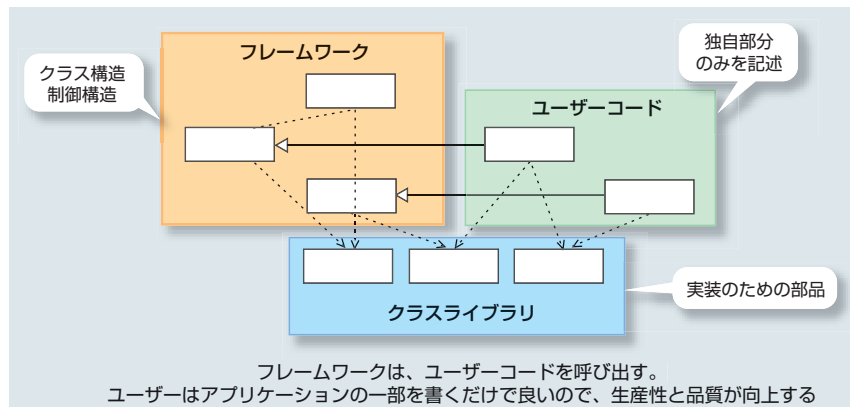 フレームワーク
クラス構造
制御構造
独自部分
のみを記述
ユーザーコード
クラスライブラリ
実装のための部品
フレームワークは、ユーザーコードを呼び出す。
ユーザーはアプリケーションの一部を書くだけで良いので、生産性と品質が向上する